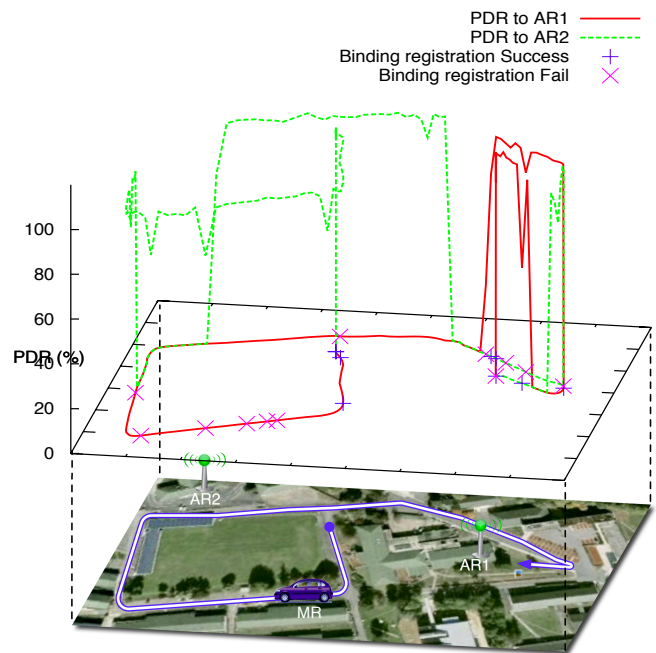 PDR to AR1
PDR to AR2
Binding registration Success
Binding registration Fail
100
80
60
PDR (%)
40
20
0
AR2
AR1
MR